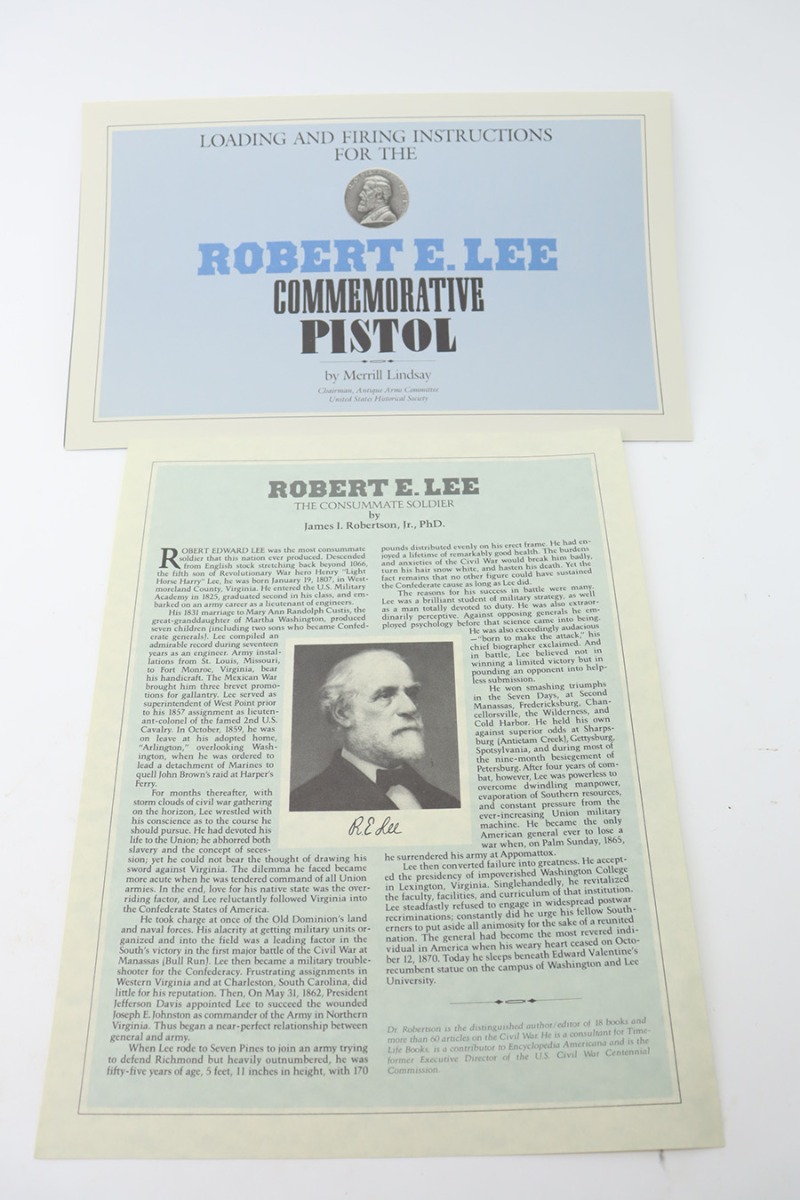 LOADING AND FIRING INSTRUCTIONS
FOR THE
ROBERT E. LEE
COMMEMORATIVE
PISTOL
by Merrill Lindsay
Chairman, Antique Arms Committee
United States Historical Society
ROBERT E. LEE
THE CONSUMMATE SOLDIER
by
James I. Robertson, Jr., PhD.
ROBERT EDWARD LEE was the most consummate
soldier that this nation ever produced. Descended
from English stock stretching back beyond 1066,
the fifth son of Revolutionary War hero Henry "Light
Horse Harry" Lee, he was born January 19, 1807, in West-
moreland County, Virginia. He entered the U.S. Military
Academy in 1825, graduated second in his class, and em-
barked on an army career as a lieutenant of engineers.
His 1831 marriage to Mary Ann Randolph Custis, the
great-granddaughter of Martha Washington, produced
seven children (including two sons who became Confed-
erate generals). Lee compiled an
admirable record during seventeen
years as an engineer. Army instal-
lations from St. Louis, Missouri,
to Fort Monroe, Virginia, bear
his handicraft. The Mexican War
brought him three brevet promo-
tions for gallantry. Lee served as
superintendent of West Point prior
to his 1857 assignment as lieuten-
ant-colonel of the famed 2nd U.S.
Cavalry. In October, 1859, he was
on leave at his adopted home,
"Arlington," overlooking Wash-
ington, when he was ordered to
lead a detachment of Marines to
quell John Brown's raid at Harper's
Ferry.
For months thereafter, with
storm clouds of civil war gathering
on the horizon, Lee wrestled with
his conscience as to the course he
should pursue. He had devoted his
life to the Union; he abhorred both
slavery and the concept of seces-
sion; yet he could not bear the thought of drawing his
sword against Virginia. The dilemma he faced became
more acute when he was tendered command of all Union
armies. In the end, love for his native state was the over-
riding factor, and Lee reluctantly followed Virginia into
the Confederate States of America.
He took charge at once of the Old Dominion's land
and naval forces. His alacrity at getting military units or-
ganized and into the field was a leading factor in the
South's victory in the first major battle of the Civil War at
Manassas (Bull Run). Lee then became a military trouble-
shooter for the Confederacy. Frustrating assignments in
Western Virginia and at Charleston, South Carolina, did
little for his reputation. Then, On May 31, 1862, President
Jefferson Davis appointed Lee to succeed the wounded
Joseph E. Johnston as commander of the Army in Northern
Virginia. Thus began a near-perfect relationship between
general and army.
When Lee rode to Seven Pines to join an army trying
to defend Richmond but heavily outnumbered, he was
fifty-five years of age, 5 feet, 11 inches in height, with 170
pounds distributed evenly on his erect frame. He had en-
joyed a lifetime of remarkably good health. The burdens
and anxieties of the Civil War would break him badly,
turn his hair snow white, and hasten his death. Yet the
fact remains that no other figure could have sustained
the Confederate cause as long as Lee did.
The reasons for his success in battle were many.
Lee was a brilliant student of military strategy, as well
as a man totally devoted to duty. He was also extraor-
dinarily perceptive. Against opposing generals he em-
ployed psychology before that science came into being.
He was also exceedingly audacious
—"born to make the attack," his
chief biographer exclaimed. And
in battle, Lee believed not in
winning a limited victory but in
pounding an opponent into help-
less submission.
He won smashing triumphs
in the Seven Days, at Second
Manassas, Fredericksburg, Chan-
cellorsville, the Wilderness, and
Cold Harbor. He held his own
against superior odds at Sharps-
burg (Antietam Creek), Gettysburg,
Spotsylvania, and during most of
the nine-month besiegement of
Petersburg. After four years of com-
bat, however, Lee was powerless to
overcome dwindling manpower,
evaporation of Southern resources,
and constant pressure from the
ever-increasing Union military
machine. He became the only
American general ever to lose a
war when, on Palm Sunday, 1865,
he surrendered his army at Appomattox.
Lee then converted failure into greatness. He accept-
ed the presidency of impoverished Washington College
in Lexington, Virginia. Singlehandedly, he revitalized
the faculty, facilities, and curriculum of that institution.
Lee steadfastly refused to engage in widespread postwar
recriminations; constantly did he urge his fellow South-
erners to put aside all animosity for the sake of a reunited
nation. The general had become the most revered indi-
vidual in America when his weary heart ceased on Octo-
ber 12, 1870. Today he sleeps beneath Edward Valentine's
recumbent statue on the campus of Washington and Lee
University.
R E Lee
Dr. Robertson is the distinguished author/editor of 18 books and
more than 60 articles on the Civil War. He is a consultant for Time-
Life Books, is a contributor to Encyclopedia Americana and is the
former Executive Director of the U.S. Civil War Centennial
Commission.